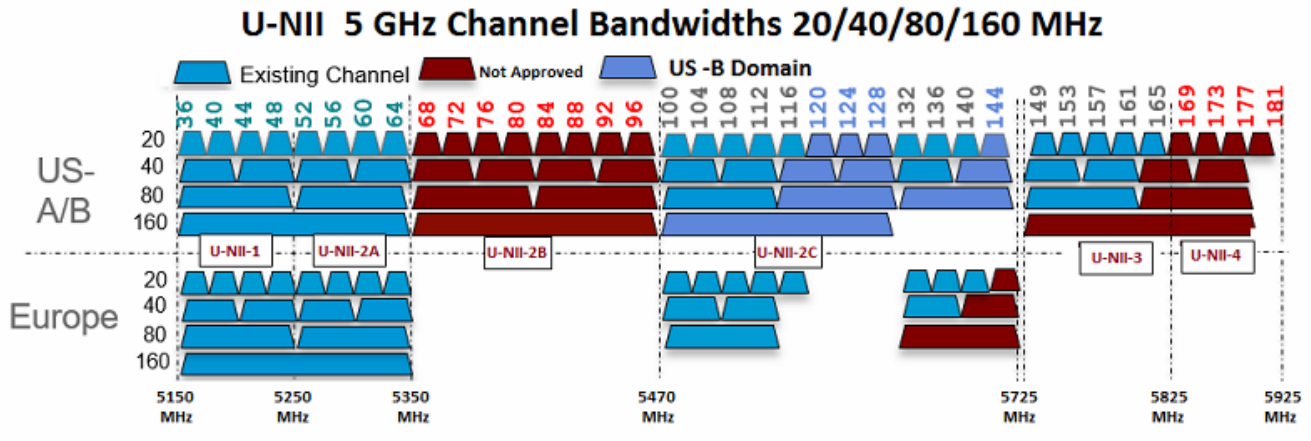 U-NII 5 GHz Channel Bandwidths 20/40/80/160 MHz
Existing Channel Not Approved US -B Domain
36 40 44 48 52 56 60 64 68 72 76 80 84 88 92 96 100 104 108 112 116 120 124 128 132 136 140 144 149 153 157 161 165 169 173 177 181
US-
A/B
20
40
80
160
U-NII-1 U-NII-2A U-NII-2B U-NII-2C U-NII-3 U-NII-4
Europe
20
40
80
160
5150 5250 5350 5470 5725 5825 5925
MHz MHz MHz MHz MHz MHz MHz